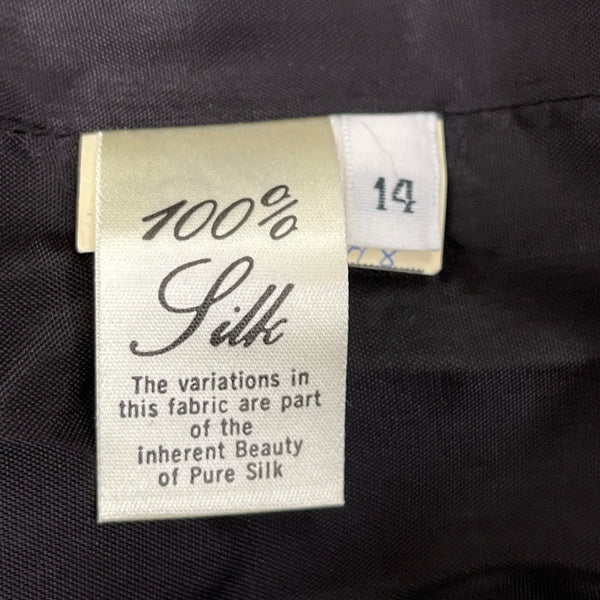 100%
Silk
The variations in
this fabric are part
of the
inherent Beauty
of Pure Silk
14